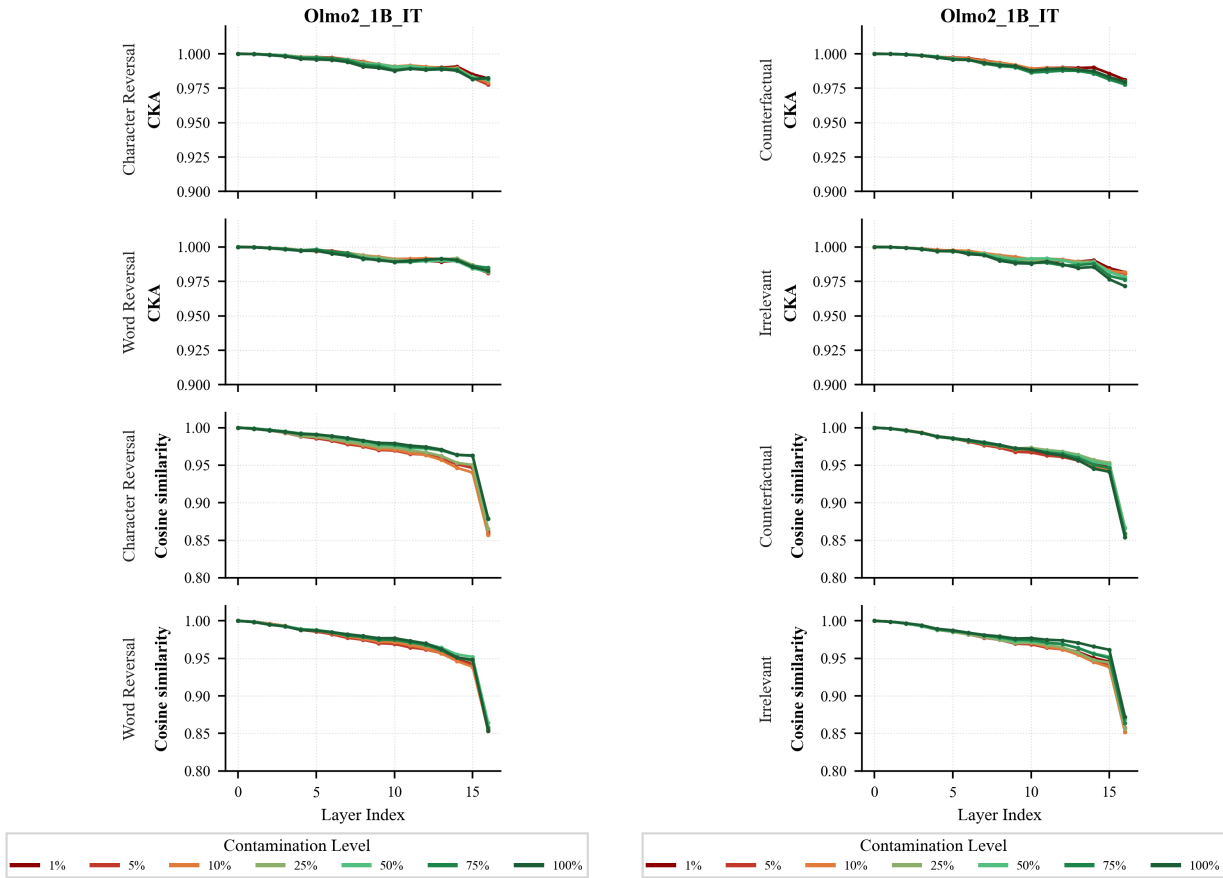 Olmo2_1B_IT
Character Reversal
CKA
1.000
0.975
0.950
0.925
0.900
Word Reversal
CKA
1.000
0.975
0.950
0.925
0.900
Character Reversal
Cosine similarity
1.00
0.95
0.90
0.85
0.80
Word Reversal
Cosine similarity
1.00
0.95
0.90
0.85
0.80
0 5 10 15
Layer Index
Contamination Level
1% 5% 10% 25% 50% 75% 100%
Olmo2_1B_IT
Counterfactual
CKA
1.000
0.975
0.950
0.925
0.900
Irrelevant
CKA
1.000
0.975
0.950
0.925
0.900
Counterfactual
Cosine similarity
1.00
0.95
0.90
0.85
0.80
Irrelevant
Cosine similarity
1.00
0.95
0.90
0.85
0.80
0 5 10 15
Layer Index
Contamination Level
1% 5% 10% 25% 50% 75% 100%